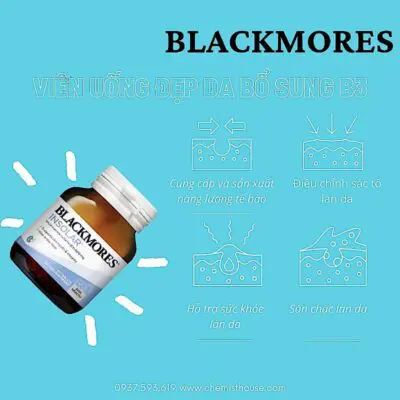 BLACKMORES
VIÊN UỐNG ĐẸP DA BỔ SUNG B3
Cung cấp và sản xuất
năng lượng tế bào
Điều chỉnh sắc tố
làn da
BLACKMORES
INSOLAR
Hỗ trợ sức khỏe
làn da
Săn chắc làn da
0937.593.619 www.chemisthouse.com